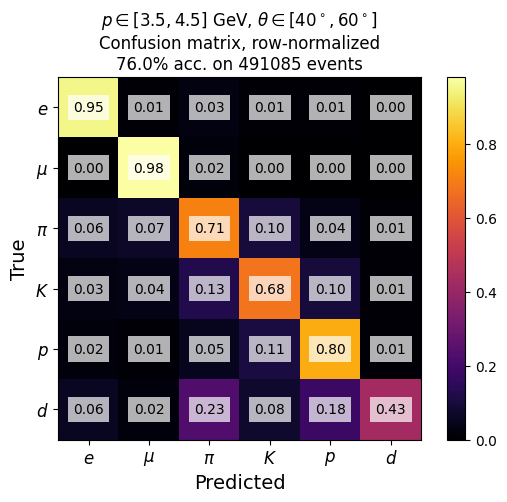 p ∈ [3.5, 4.5] GeV, θ ∈ [40°, 60°]
Confusion matrix, row-normalized
76.0% acc. on 491085 events
e 0.95 0.01 0.03 0.01 0.01 0.00
μ 0.00 0.98 0.02 0.00 0.00 0.00
π 0.06 0.07 0.71 0.10 0.04 0.01
K 0.03 0.04 0.13 0.68 0.10 0.01
p 0.02 0.01 0.05 0.11 0.80 0.01
d 0.06 0.02 0.23 0.08 0.18 0.43
e μ π K p d
Predicted
True
0.8
0.6
0.4
0.2
0.0